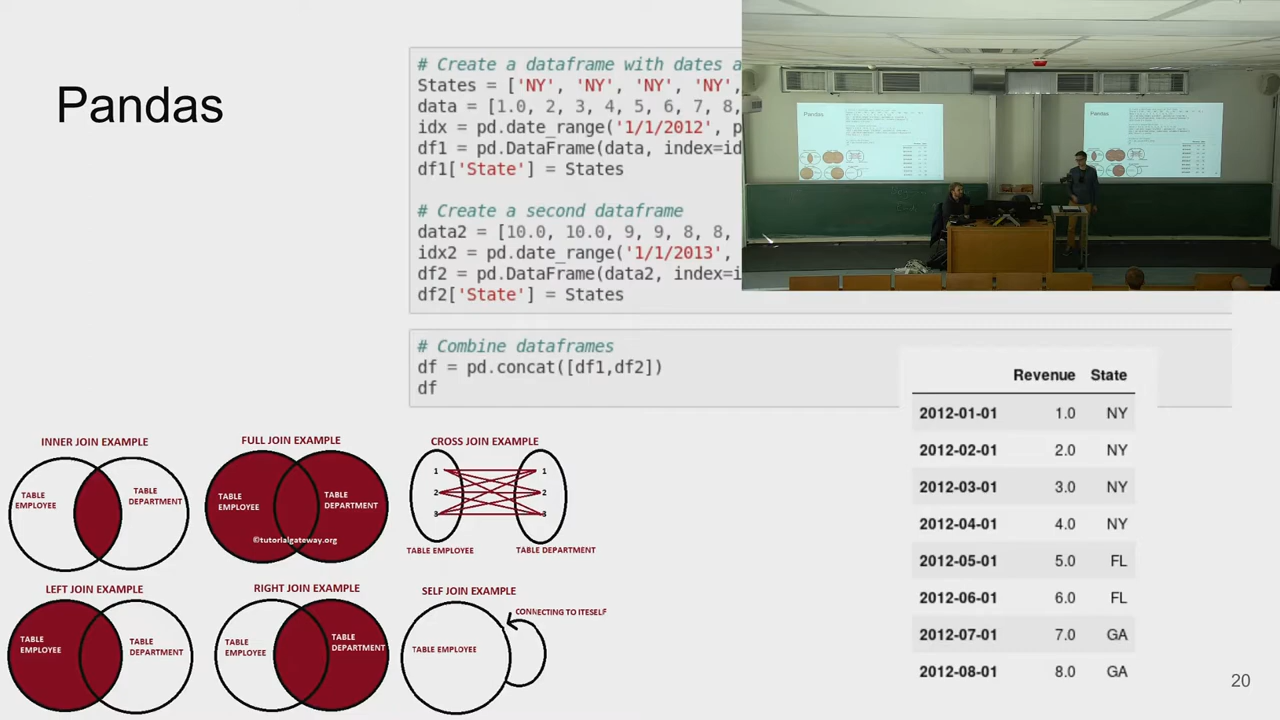 Pandas
# Create a dataframe with dates a
States = ['NY', 'NY', 'NY', 'NY',
data = [1.0, 2, 3, 4, 5, 6, 7, 8,
idx = pd.date_range('1/1/2012', p
df1 = pd.DataFrame(data, index=id
df1['State'] = States
# Create a second dataframe
data2 = [10.0, 10.0, 9, 9, 8, 8,
idx2 = pd.date_range('1/1/2013',
df2 = pd.DataFrame(data2, index=i
df2['State'] = States
# Combine dataframes
df = pd.concat([df1,df2])
df
Revenue State
2012-01-01 1.0 NY
2012-02-01 2.0 NY
2012-03-01 3.0 NY
2012-04-01 4.0 NY
2012-05-01 5.0 FL
2012-06-01 6.0 FL
2012-07-01 7.0 GA
2012-08-01 8.0 GA
INNER JOIN EXAMPLE
TABLE
EMPLOYEE
TABLE
DEPARTMENT
FULL JOIN EXAMPLE
TABLE
EMPLOYEE
TABLE
DEPARTMENT
©tutorialgateway.org
CROSS JOIN EXAMPLE
1 1
2 2
3 3
TABLE EMPLOYEE
TABLE DEPARTMENT
LEFT JOIN EXAMPLE
TABLE
EMPLOYEE
TABLE
DEPARTMENT
RIGHT JOIN EXAMPLE
TABLE
EMPLOYEE
TABLE
DEPARTMENT
SELF JOIN EXAMPLE
CONNECTING TO ITESELF
TABLE EMPLOYEE
20
Pandas
Pandas